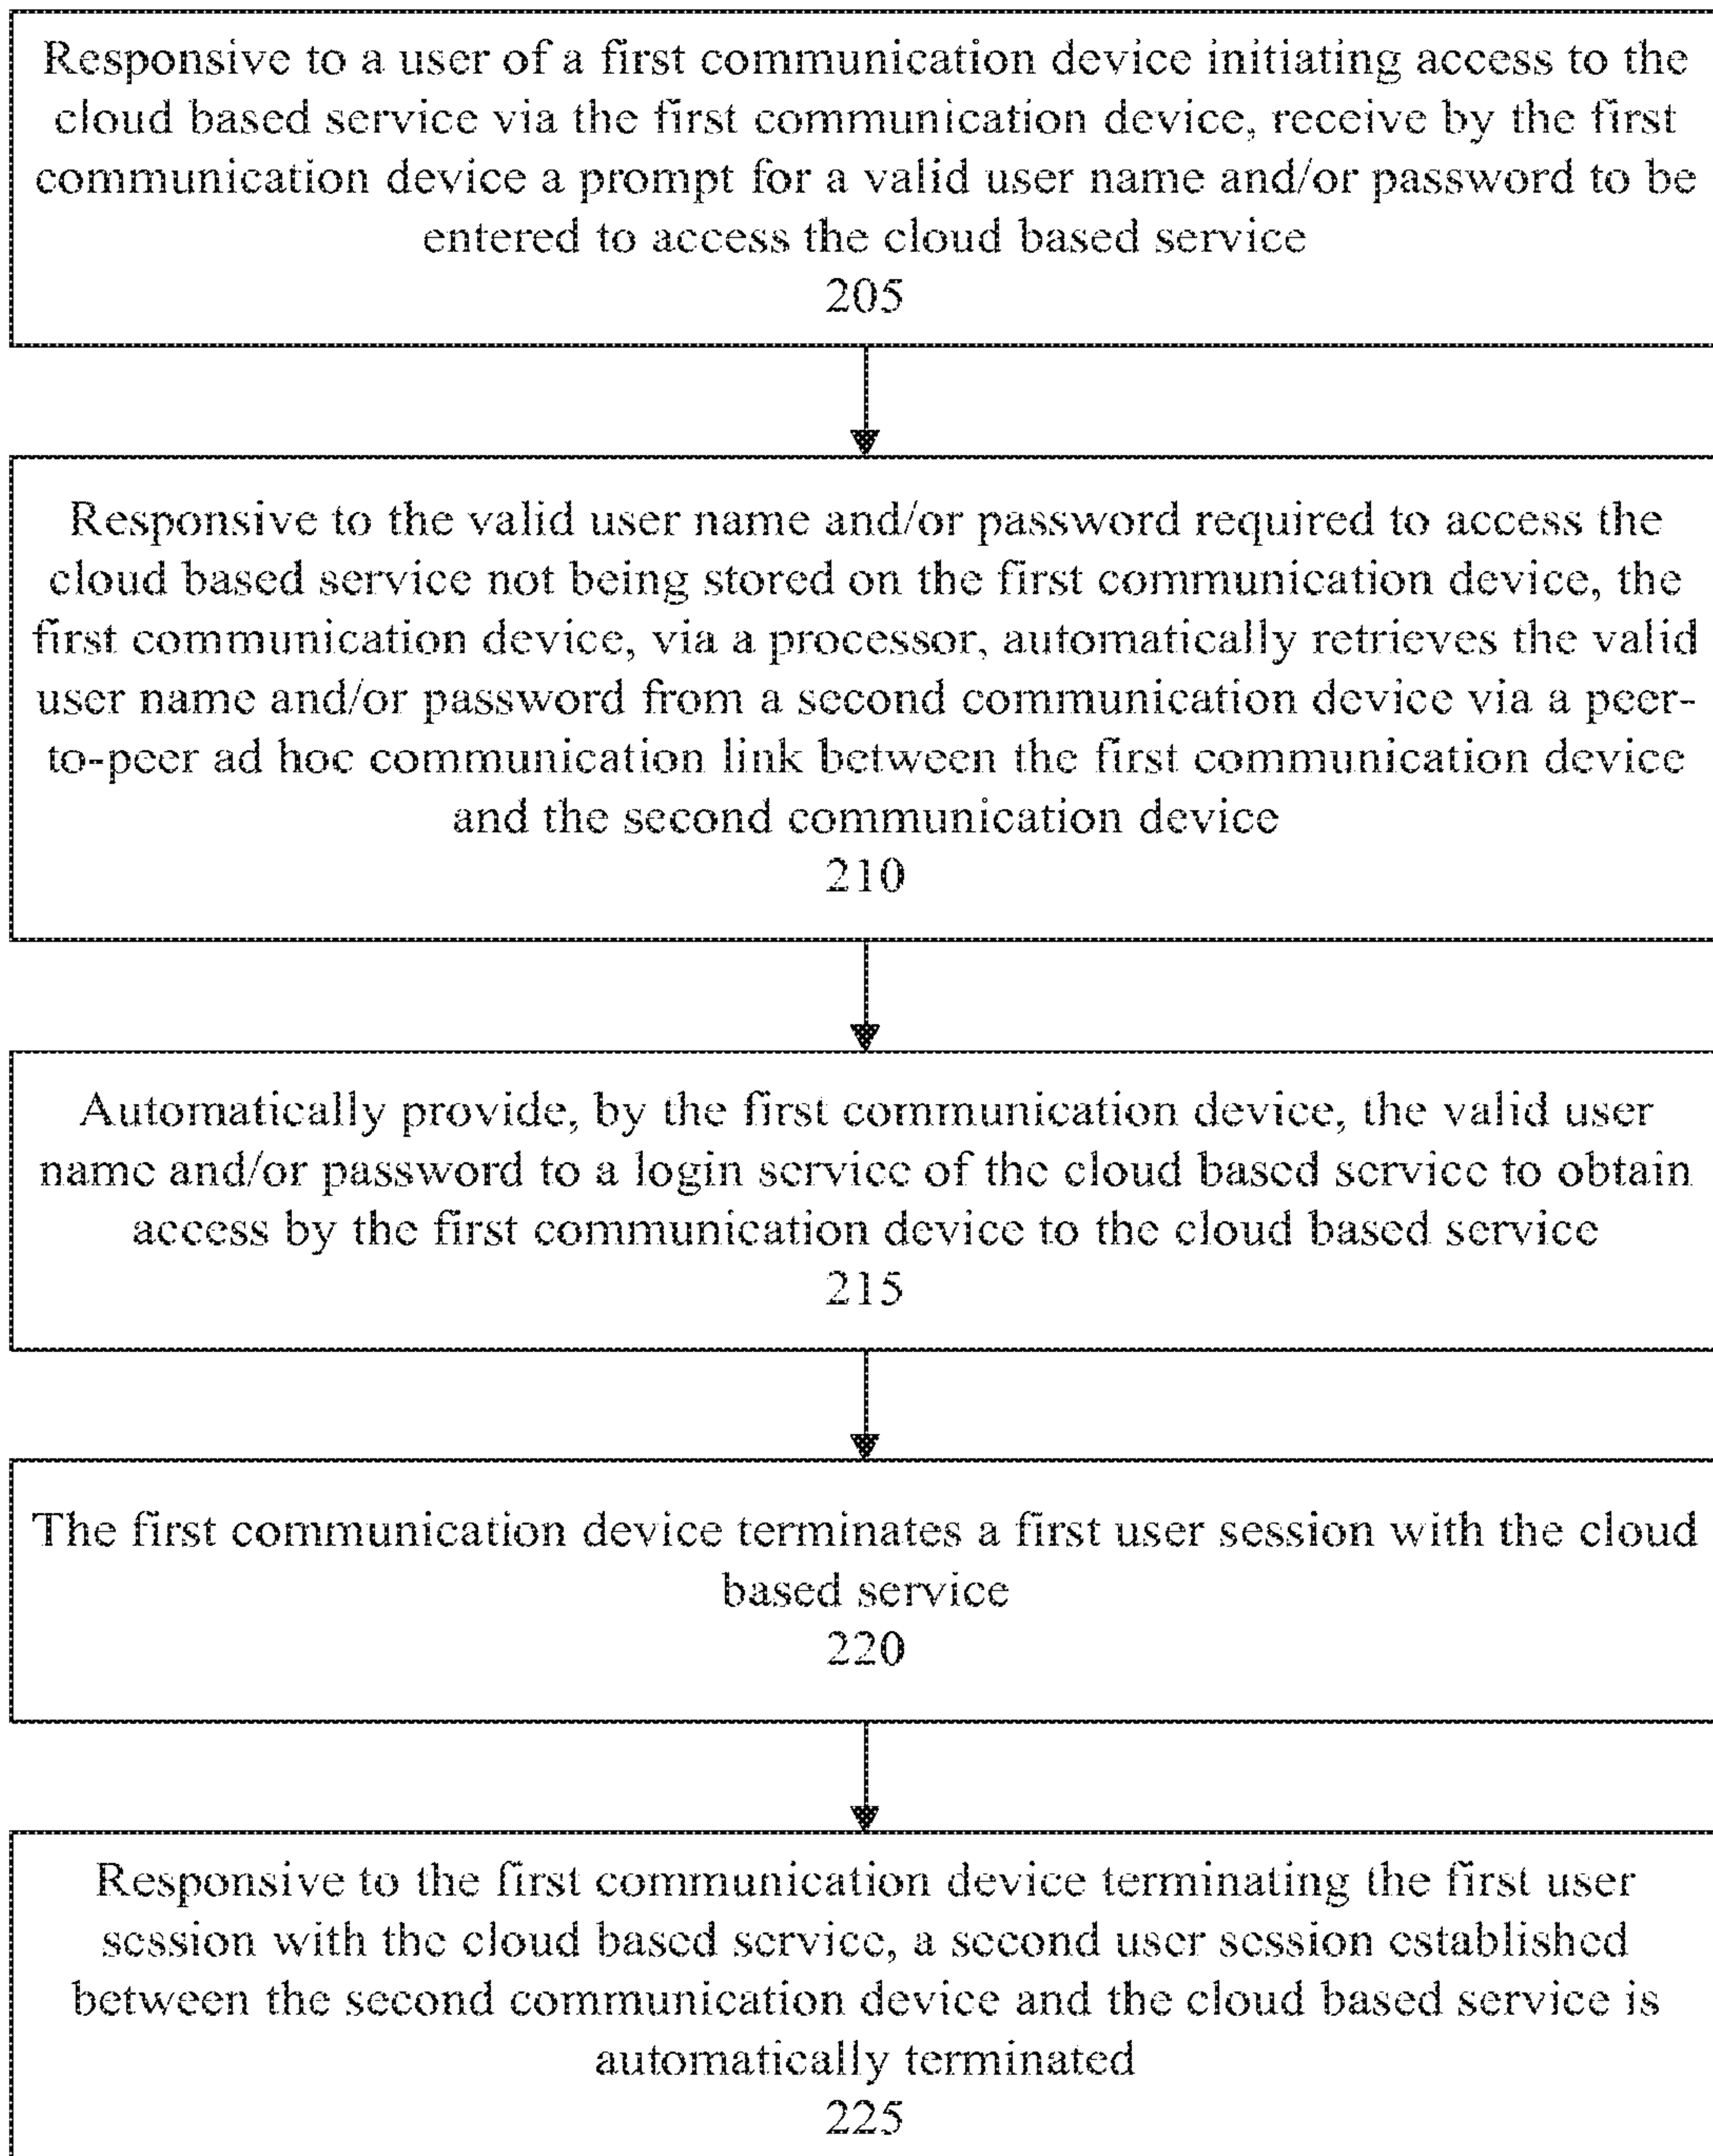 Responsive to a user of a first communication device initiating access to the
cloud based service via the first communication device, receive by the first
communication device a prompt for a valid user name and/or password to be
entered to access the cloud based service
205
Responsive to the valid user name and/or password required to access the
cloud based service not being stored on the first communication device, the
first communication device, via a processor, automatically retrieves the valid
user name and/or password from a second communication device via a peer-
to-peer ad hoc communication link between the first communication device
and the second communication device
210
Automatically provide, by the first communication device, the valid user
name and/or password to a login service of the cloud based service to obtain
access by the first communication device to the cloud based service
215
The first communication device terminates a first user session with the cloud
based service
220
Responsive to the first communication device terminating the first user
session with the cloud based service, a second user session established
between the second communication device and the cloud based service is
automatically terminated
225